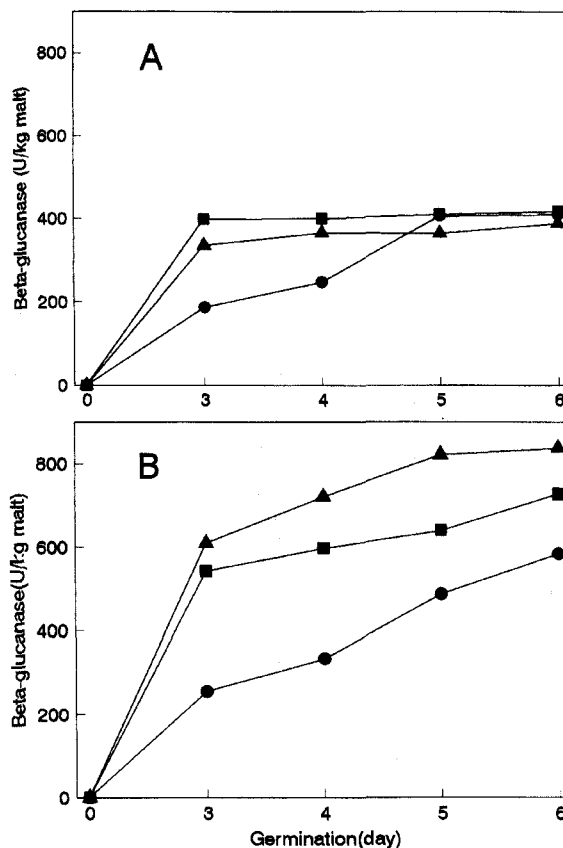 A
Beta-glucanase (U/kg malt)
800
600
400
200
0
0 3 4 5 6
B
Beta-glucanase(U/kg malt)
800
600
400
200
0
0 3 4 5 6
Germination(day)